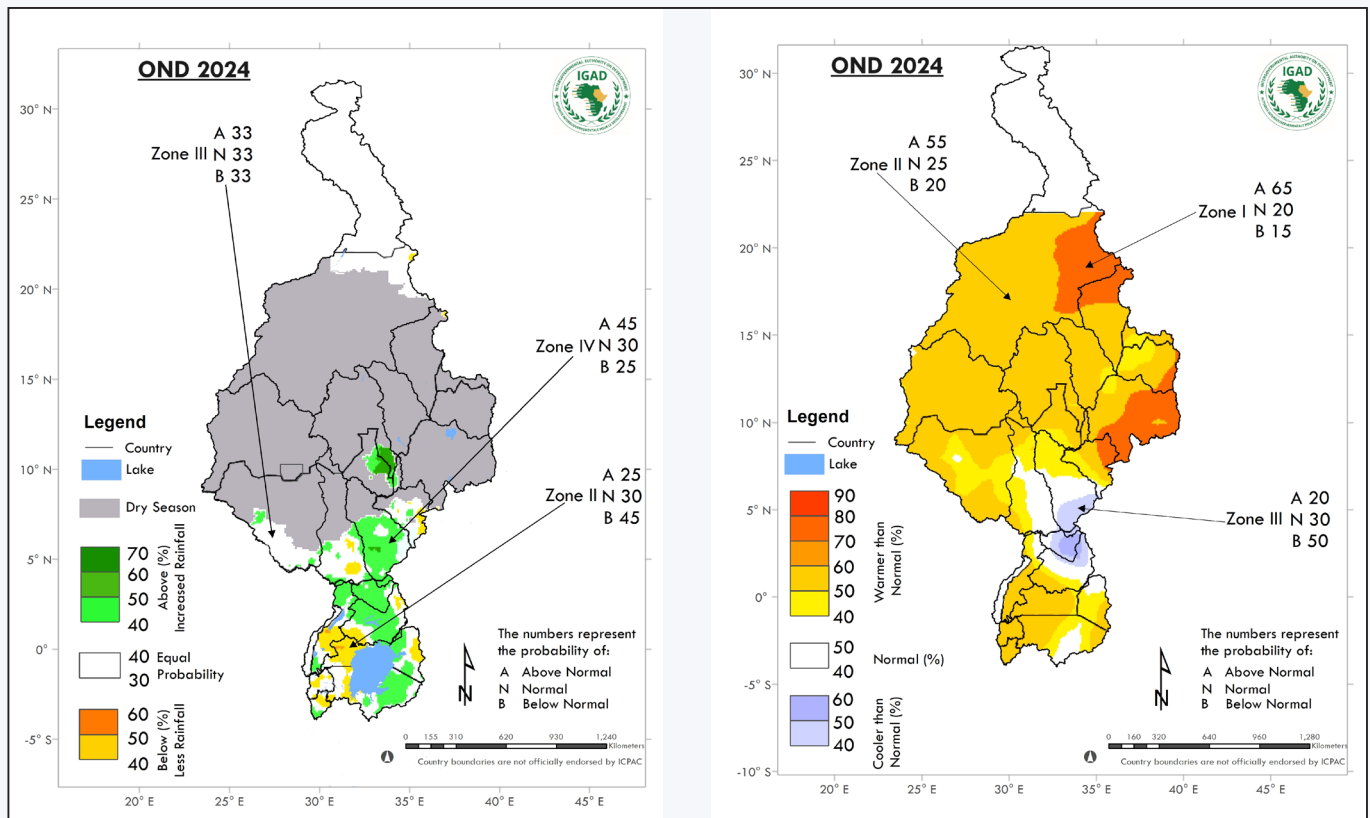 OND 2024
IGAD
A 33
Zone III N 33
B 33
A 45
Zone IV N 30
B 25
A 25
Zone II N 30
B 45
30° N
25° N
20° N
15° N
10° N
5° N
0°
-5° S
Legend
Country
Lake
Dry Season
70
60
50
40
Above (%)
Increased Rainfall
40
30
Equal
Probability
60
50
40
Below (%)
Less Rainfall
The numbers represent
the probability of:
A Above Normal
N Normal
B Below Normal
N
0 155 310 620 930 1,240
Kilometers
Country boundaries are not officially endorsed by ICPAC
20° E 25° E 30° E 35° E 40° E 45° E
OND 2024
IGAD
A 55
Zone II N 25
B 20
A 65
Zone I N 20
B 15
A 20
Zone III N 30
B 50
30° N
25° N
20° N
15° N
10° N
5° N
0°
-5° S
-10° S
Legend
Country
Lake
90
80
70
60
50
40
Warmer than
Normal (%)
50
40
Normal (%)
60
50
40
Cooler than
Normal (%)
The numbers represent
the probability of:
A Above Normal
N Normal
B Below Normal
N
0 160 320 640 960 1,280
Kilometers
Country boundaries are not officially endorsed by ICPAC
20° E 25° E 30° E 35° E 40° E 45° E